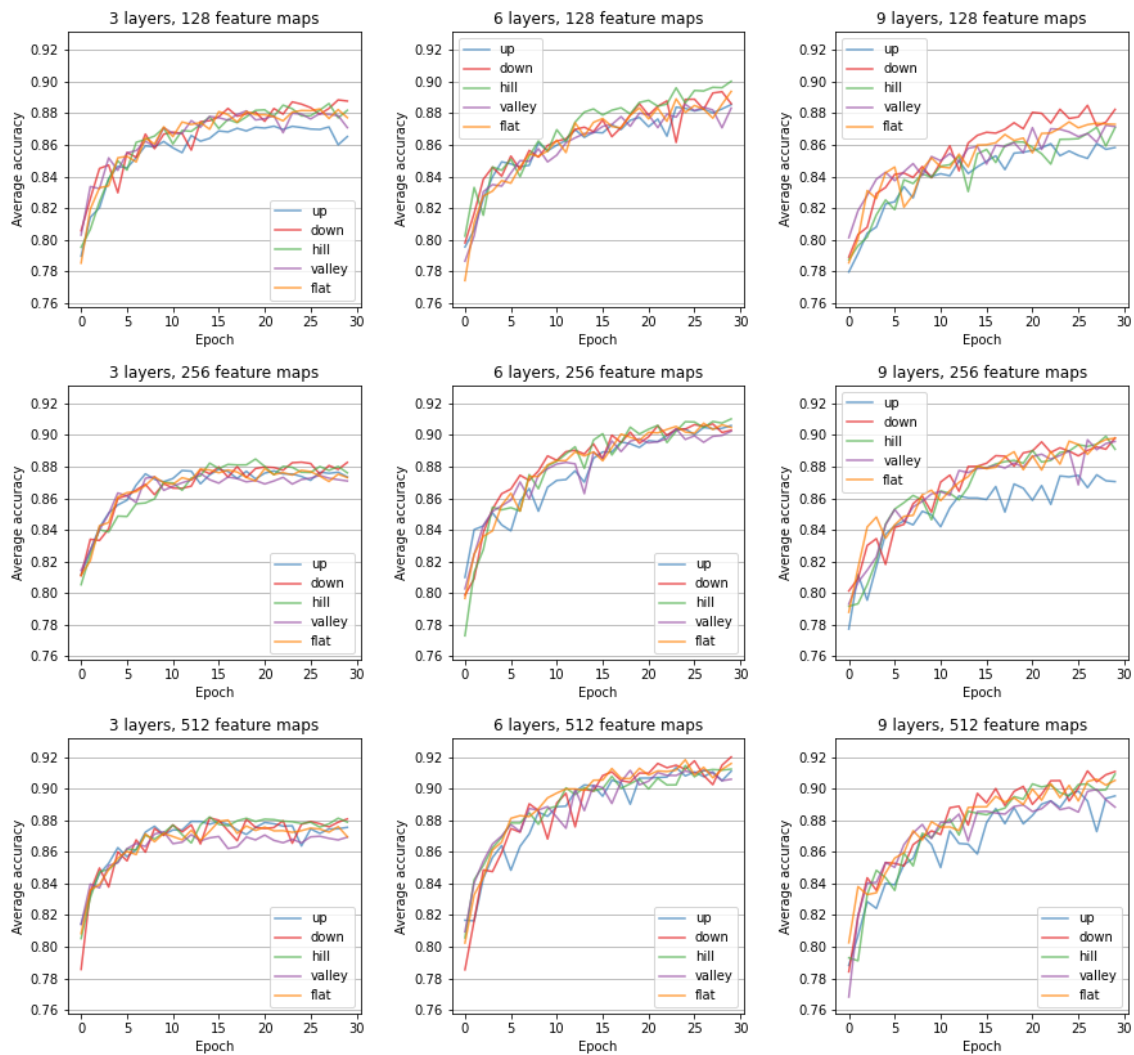 3 layers, 128 feature maps
0.92
0.90
0.88
0.86
0.84
0.82
0.80
0.78
0.76
Average accuracy
up
down
hill
valley
flat
0 5 10 15 20 25 30
Epoch
6 layers, 128 feature maps
0.92
0.90
0.88
0.86
0.84
0.82
0.80
0.78
0.76
Average accuracy
up
down
hill
valley
flat
0 5 10 15 20 25 30
Epoch
9 layers, 128 feature maps
0.92
0.90
0.88
0.86
0.84
0.82
0.80
0.78
0.76
Average accuracy
up
down
hill
valley
flat
0 5 10 15 20 25 30
Epoch
3 layers, 256 feature maps
0.92
0.90
0.88
0.86
0.84
0.82
0.80
0.78
0.76
Average accuracy
up
down
hill
valley
flat
0 5 10 15 20 25 30
Epoch
6 layers, 256 feature maps
0.92
0.90
0.88
0.86
0.84
0.82
0.80
0.78
0.76
Average accuracy
up
down
hill
valley
flat
0 5 10 15 20 25 30
Epoch
9 layers, 256 feature maps
0.92
0.90
0.88
0.86
0.84
0.82
0.80
0.78
0.76
Average accuracy
up
down
hill
valley
flat
0 5 10 15 20 25 30
Epoch
3 layers, 512 feature maps
0.92
0.90
0.88
0.86
0.84
0.82
0.80
0.78
0.76
Average accuracy
up
down
hill
valley
flat
0 5 10 15 20 25 30
Epoch
6 layers, 512 feature maps
0.92
0.90
0.88
0.86
0.84
0.82
0.80
0.78
0.76
Average accuracy
up
down
hill
valley
flat
0 5 10 15 20 25 30
Epoch
9 layers, 512 feature maps
0.92
0.90
0.88
0.86
0.84
0.82
0.80
0.78
0.76
Average accuracy
up
down
hill
valley
flat
0 5 10 15 20 25 30
Epoch